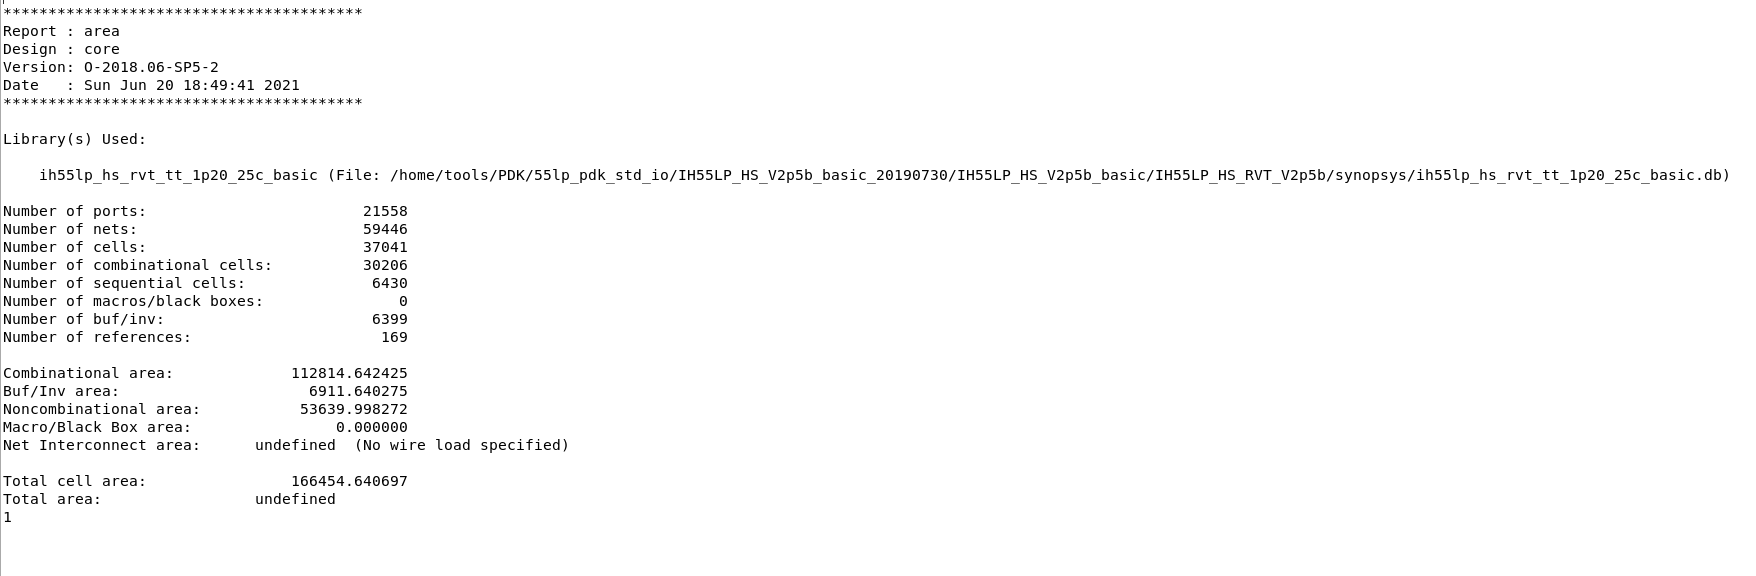 ****************************************
Report : area
Design : core
Version: O-2018.06-SP5-2
Date   : Sun Jun 20 18:49:41 2021
****************************************
Library(s) Used:
ih55lp_hs_rvt_tt_1p20_25c_basic (File: /home/tools/PDK/55lp_pdk_std_io/IH55LP_HS_V2p5b_basic_20190730/IH55LP_HS_V2p5b_basic/IH55LP_HS_RVT_V2p5b/synopsys/ih55lp_hs_rvt_tt_1p20_25c_basic.db)
Number of ports:                        21558
Number of nets:                         59446
Number of cells:                        37041
Number of combinational cells:          30206
Number of sequential cells:              6430
Number of macros/black boxes:               0
Number of buf/inv:                       6399
Number of references:                     169
Combinational area:             112814.642425
Buf/Inv area:                     6911.640275
Noncombinational area:           53639.998272
Macro/Black Box area:                0.000000
Net Interconnect area:      undefined  (No wire load specified)
Total cell area:                166454.640697
Total area:                 undefined
1